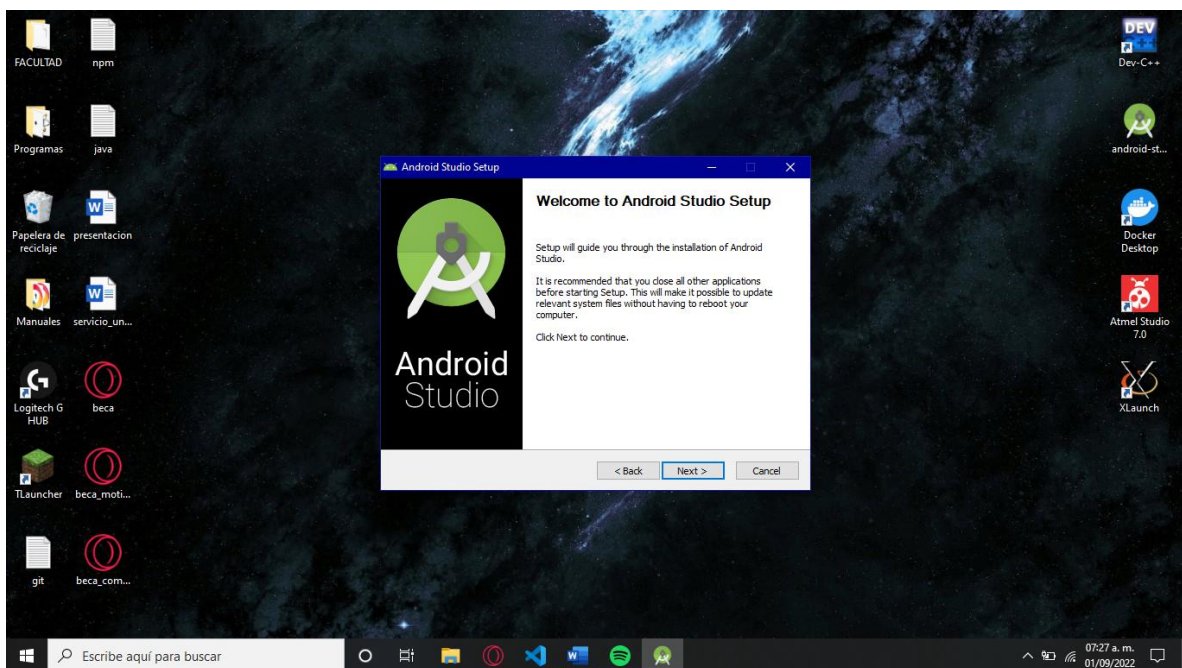 FACULTAD
npm
Programas
java
Papelera de
reciclaje
presentacion
Manuales
servicio_un...
Logitech G
HUB
beca
TLauncher
beca_moti...
git
beca_com...
Android Studio Setup
Android
Studio
Welcome to Android Studio Setup
Setup will guide you through the installation of Android
Studio.
It is recommended that you close all other applications
before starting Setup. This will make it possible to update
relevant system files without having to reboot your
computer.
Click Next to continue.
< Back
Next >
Cancel
DEV
Dev-C++
android-st...
Docker
Desktop
Atmel Studio
7.0
XLaunch
Escribe aquí para buscar
07:27 a. m.
01/09/2022